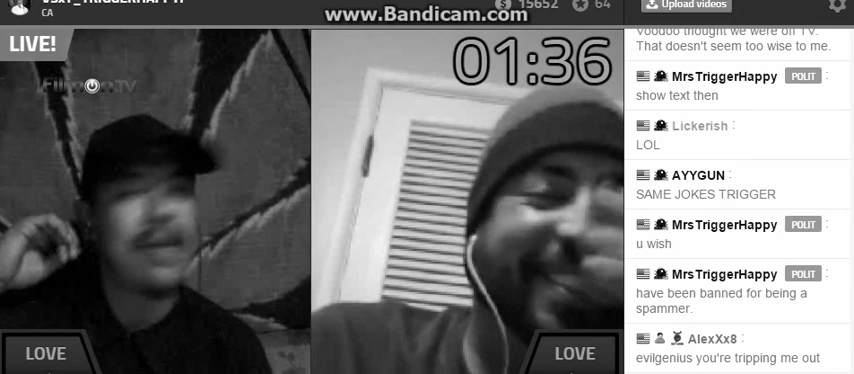 CA
15652
64
www.Bandicam.com
Upload videos
LIVE!
FilmOn.TV
01:36
Voodoo thought we were off TV.
That doesn't seem too wise to me.
MrsTriggerHappy POLIT :
show text then
Lickerish :
LOL
AYYGUN :
SAME JOKES TRIGGER
MrsTriggerHappy POLIT :
u wish
MrsTriggerHappy POLIT :
have been banned for being a
spammer.
AlexXx8 :
evilgenius you're tripping me out
LOVE
LOVE